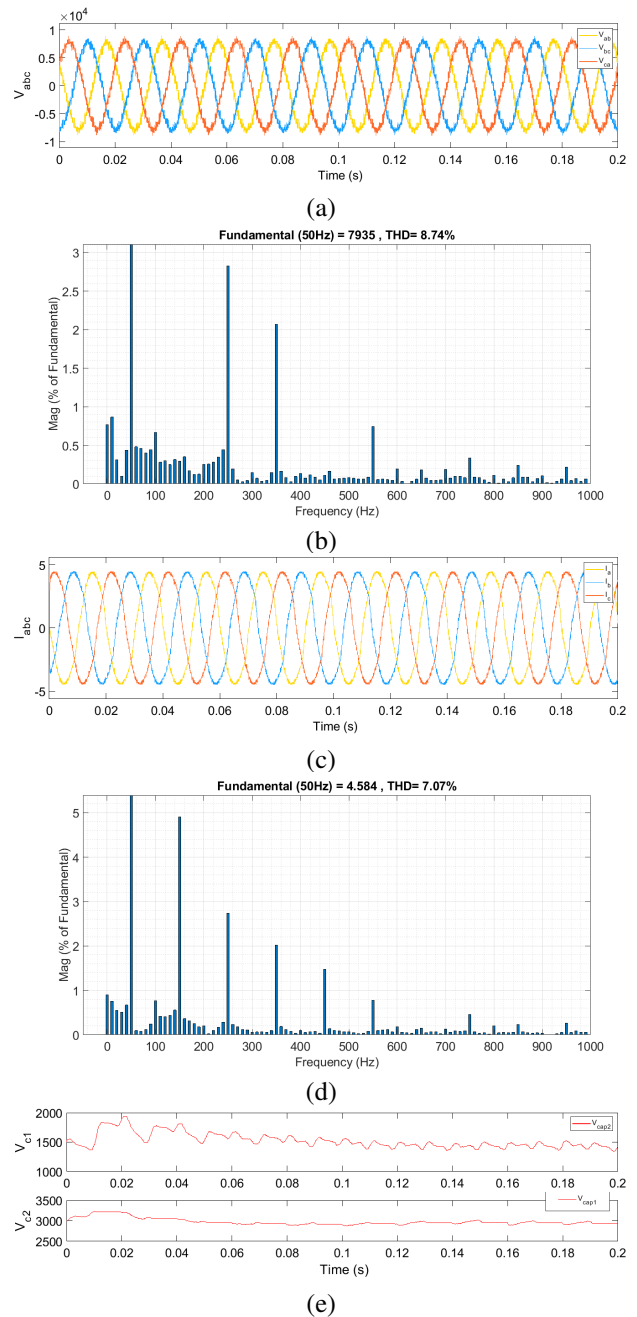 ×10⁴
1
0.5
0
-0.5
-1
V_abc
V_ab
V_bc
V_ca
0 0.02 0.04 0.06 0.08 0.1 0.12 0.14 0.16 0.18 0.2
Time (s)
(a)
Fundamental (50Hz) = 7935 , THD= 8.74%
3
2.5
2
1.5
1
0.5
0
Mag (% of Fundamental)
0 100 200 300 400 500 600 700 800 900 1000
Frequency (Hz)
(b)
5
0
-5
I_abc
I_a
I_b
I_c
0 0.02 0.04 0.06 0.08 0.1 0.12 0.14 0.16 0.18 0.2
Time (s)
(c)
Fundamental (50Hz) = 4.584 , THD= 7.07%
5
4
3
2
1
0
Mag (% of Fundamental)
0 100 200 300 400 500 600 700 800 900 1000
Frequency (Hz)
(d)
2000
1500
1000
V_c1
V_cap2
0 0.02 0.04 0.06 0.08 0.1 0.12 0.14 0.16 0.18 0.2
3500
3000
2500
V_c2
V_cap1
0 0.02 0.04 0.06 0.08 0.1 0.12 0.14 0.16 0.18 0.2
Time (s)
(e)